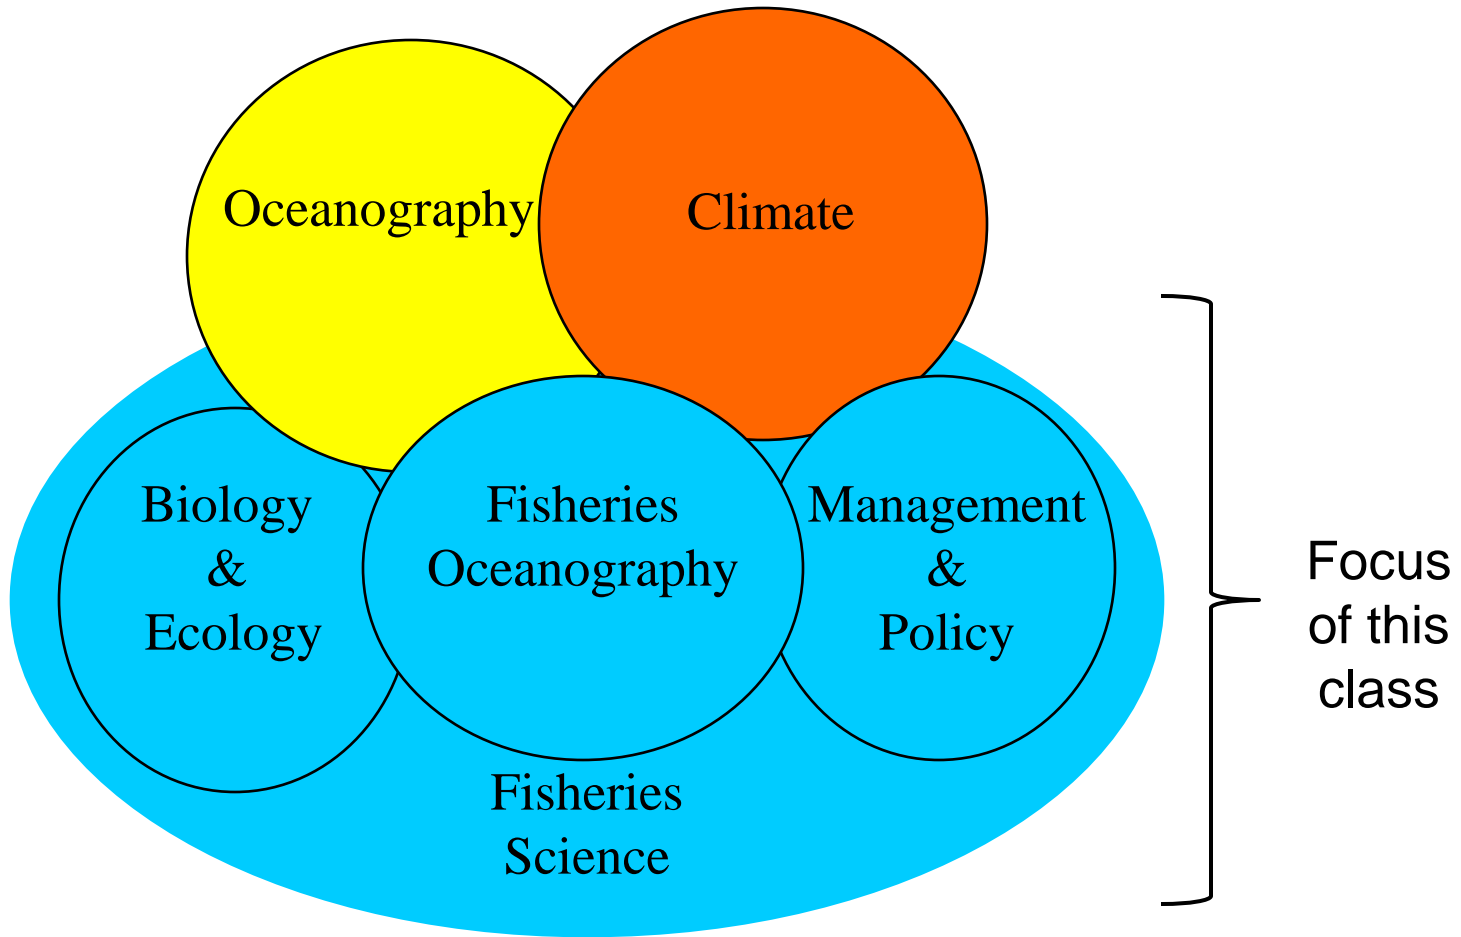 Oceanography
Climate
Biology
&
Ecology
Fisheries
Oceanography
Management
&
Policy
Fisheries
Science
Focus
of this
class